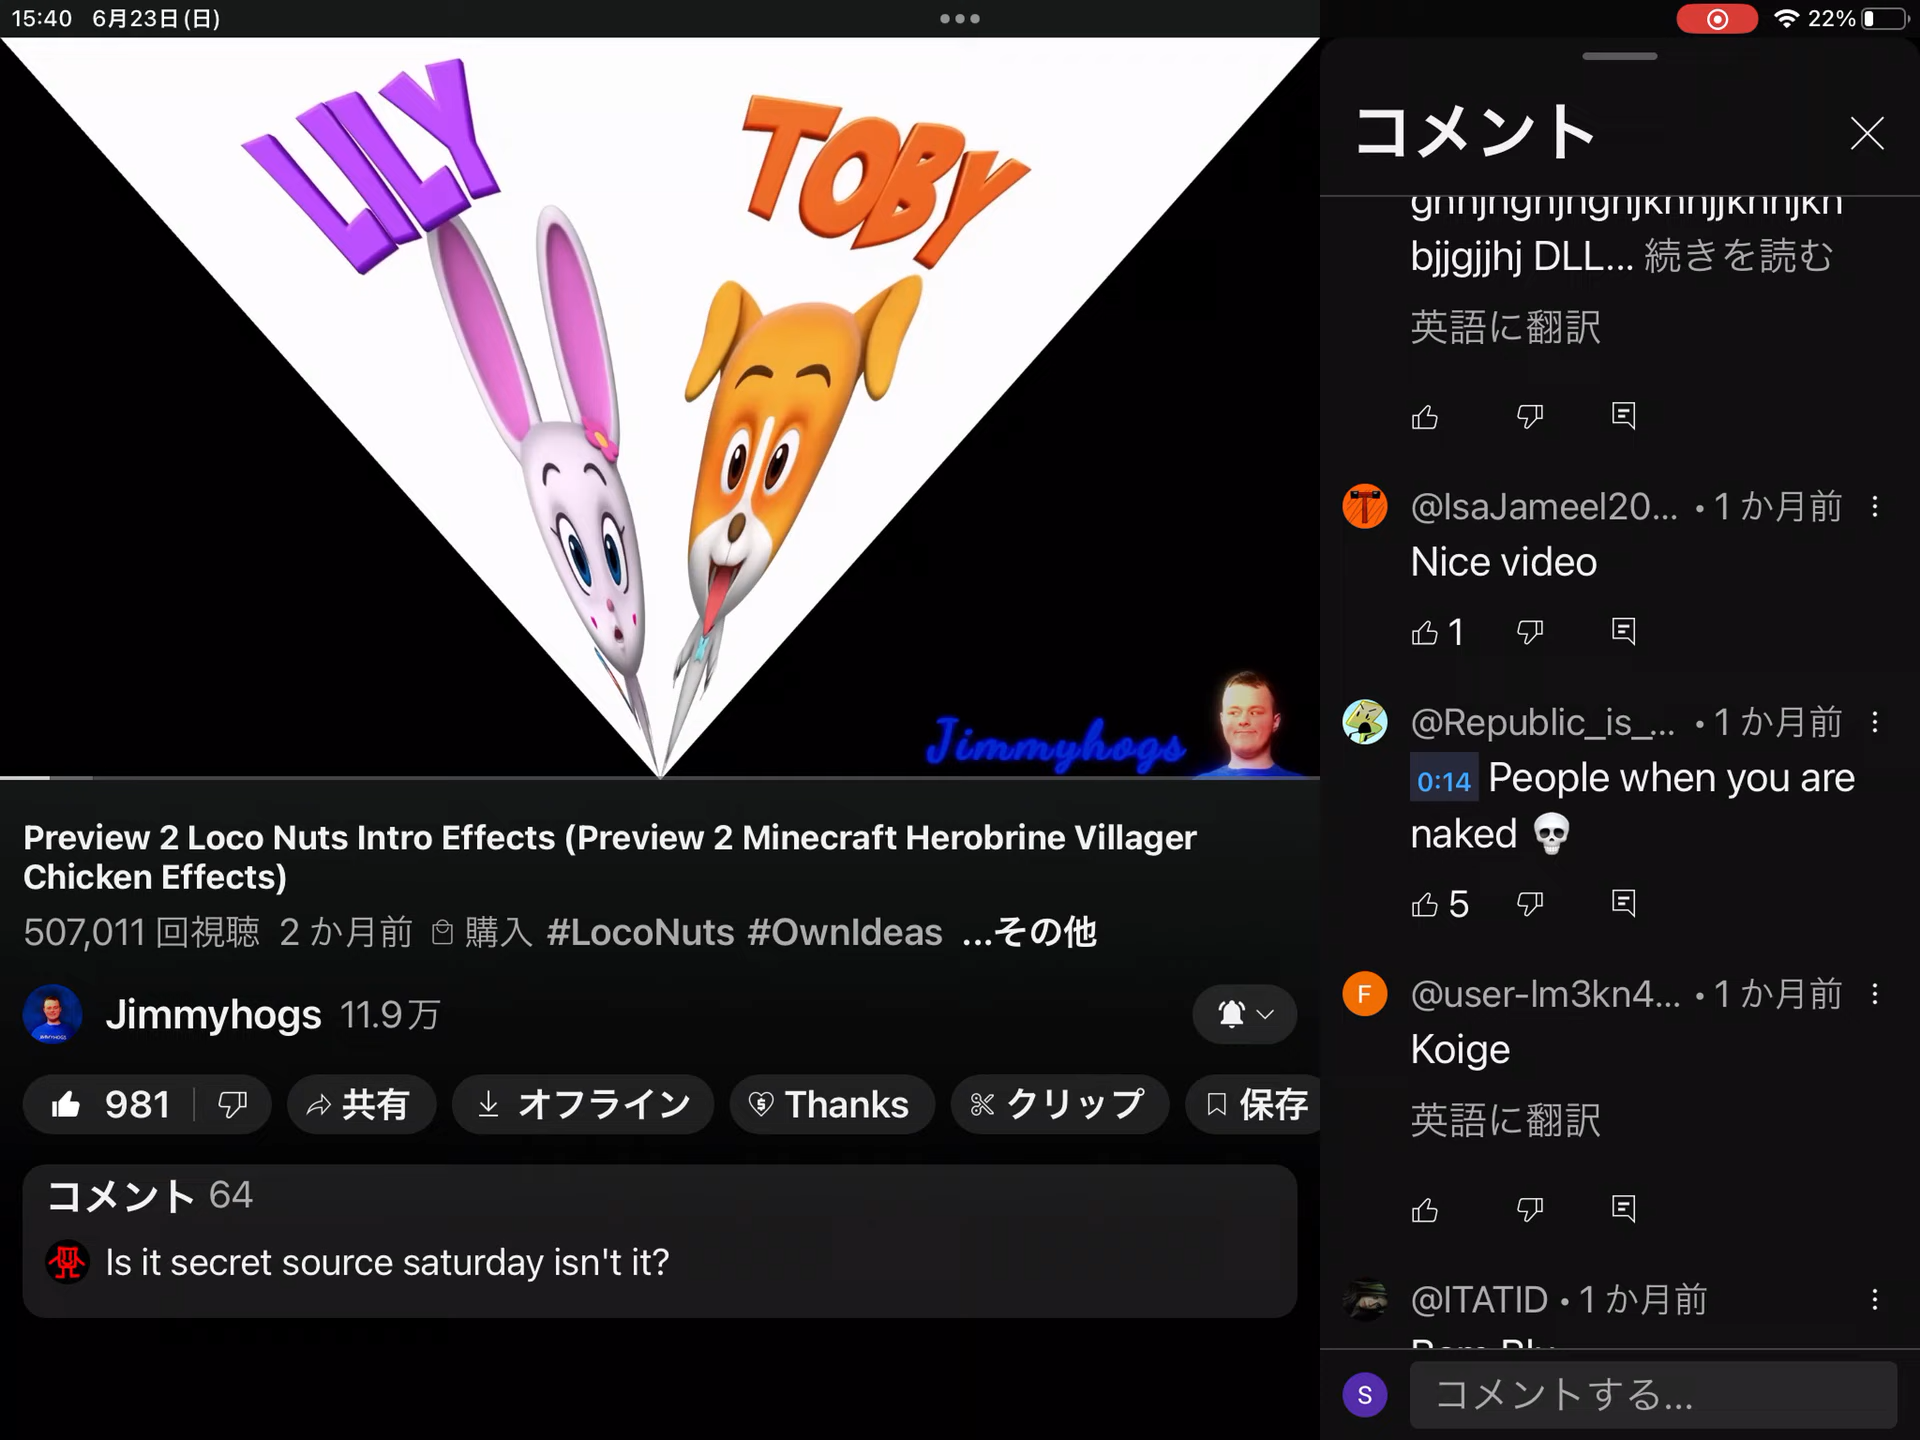 15:40 6月23日(日)
22%
LILY
TOBY
Jimmyhogs
Preview 2 Loco Nuts Intro Effects (Preview 2 Minecraft Herobrine Villager
Chicken Effects)
507,011 回視聴 2 か月前 購入 #LocoNuts #OwnIdeas ...その他
Jimmyhogs 11.9万
981 共有 オフライン Thanks クリップ 保存
コメント 64
Is it secret source saturday isn't it?
コメント
bjjgjjhj DLL... 続きを読む
英語に翻訳
@IsaJameel20... • 1 か月前
Nice video
1
@Republic_is_... • 1 か月前
0:14 People when you are
naked 💀
5
F @user-lm3kn4... • 1 か月前
Koige
英語に翻訳
@ITATID • 1 か月前
S コメントする...